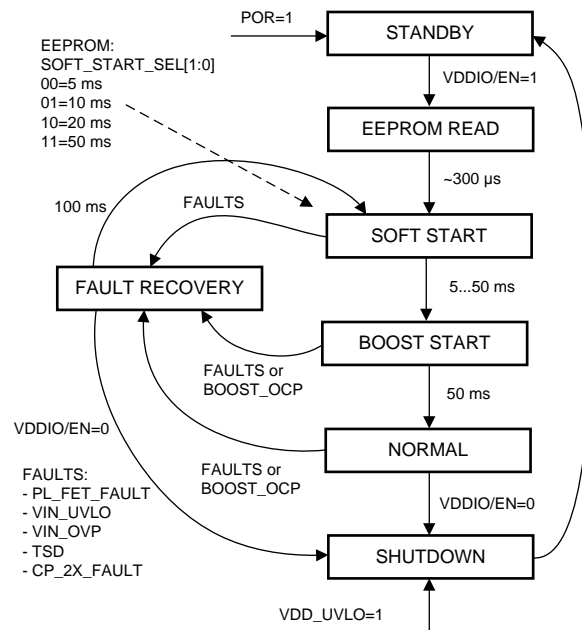 POR=1
STANDBY
EEPROM:
SOFT_START_SEL[1:0]
00=5 ms
01=10 ms
10=20 ms
11=50 ms
VDDIO/EN=1
EEPROM READ
~300 µs
100 ms
FAULTS
SOFT START
FAULT RECOVERY
5...50 ms
BOOST START
FAULTS or
BOOST_OCP
50 ms
VDDIO/EN=0
NORMAL
FAULTS or
BOOST_OCP
FAULTS:
- PL_FET_FAULT
- VIN_UVLO
- VIN_OVP
- TSD
- CP_2X_FAULT
VDDIO/EN=0
SHUTDOWN
VDD_UVLO=1